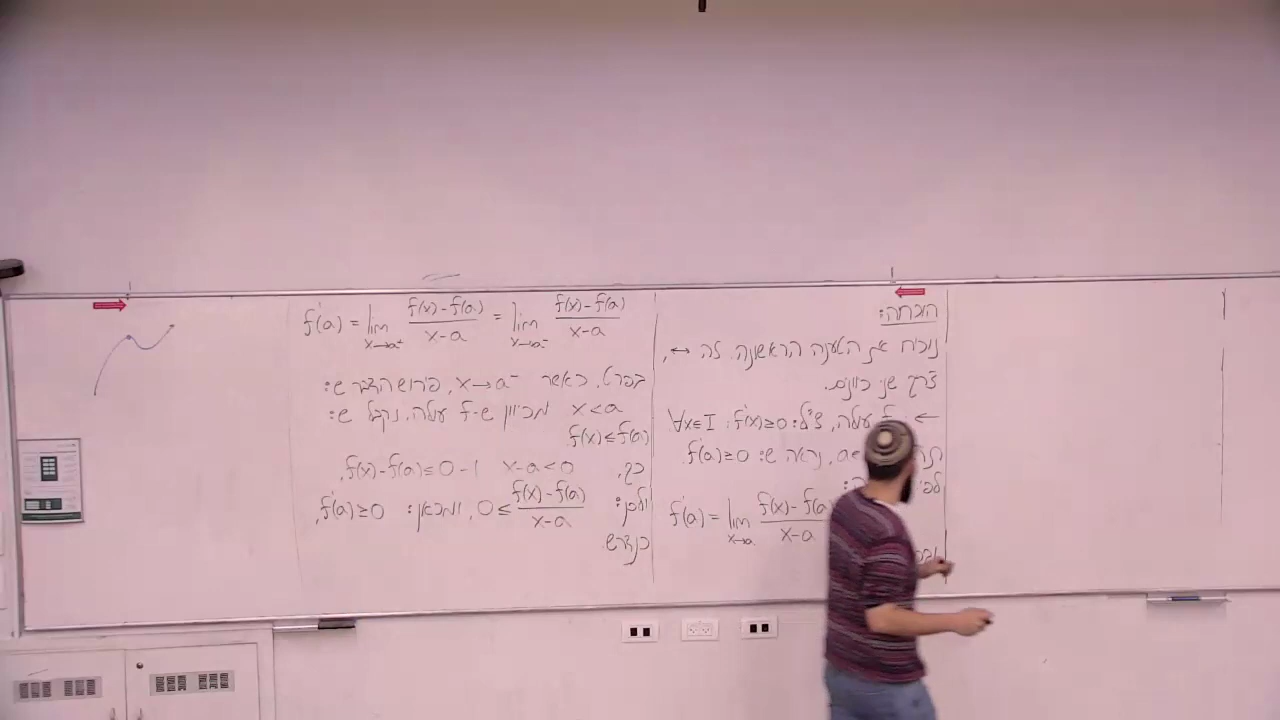 הוכחה:
נוכיח את הטענה הראשונה. זה ↔,
צריך שני כיוונים.
← : f עולה, צ"ל: ∀x∈I : f'(x)≥0
נראה ש: f'(a)≥0
f'(a) = lim x→a f(x)-f(a) / x-a
f'(a) = lim x→a⁺ f(x)-f(a) / x-a = lim x→a⁻ f(x)-f(a) / x-a
בפרט, כאשר x→a⁻, פירוש הדבר ש:
x<a מכיוון ש-f עולה, נקבל ש:
f(x)≤f(a).
כך, x-a<0 ו- f(x)-f(a)≤0,
ולכן: 0≤ f(x)-f(a) / x-a, ומכאן: f'(a)≥0,
כנדרש.